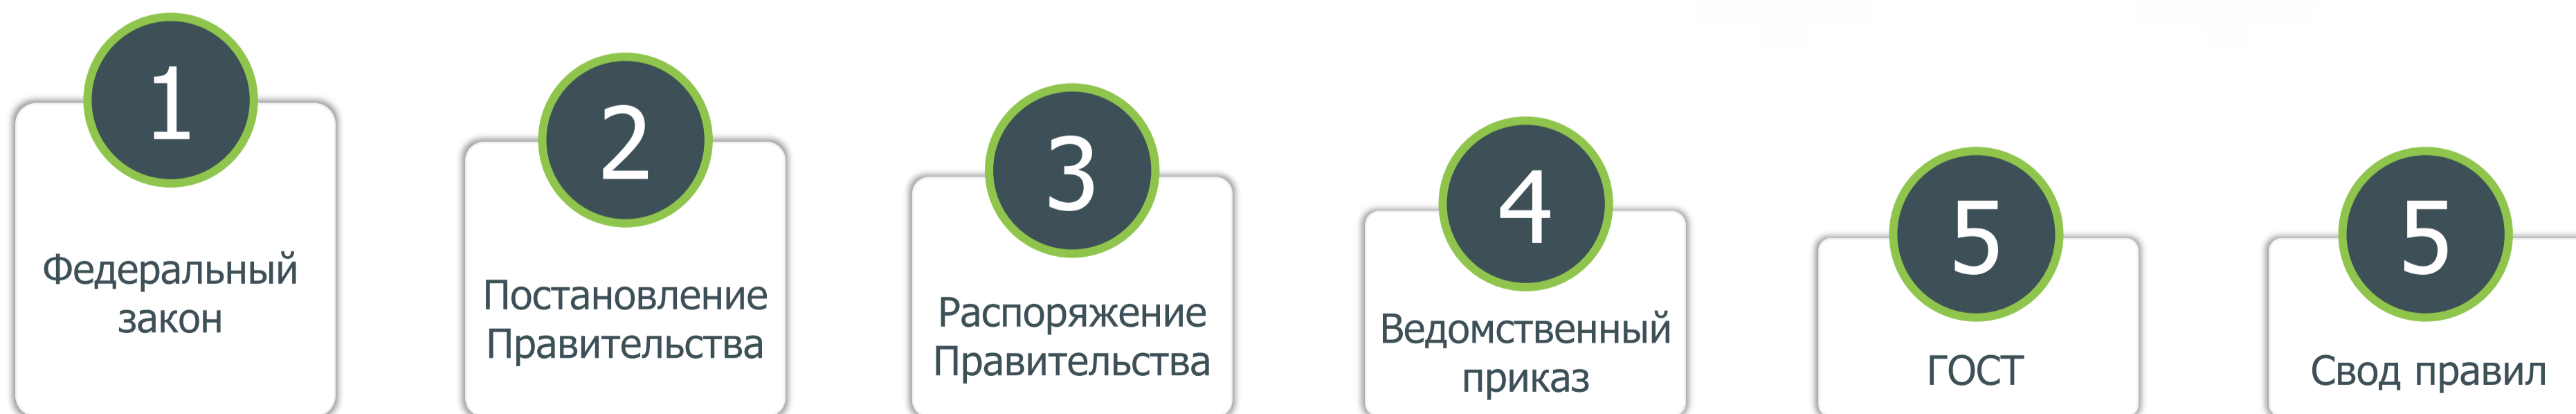 1
Федеральный
закон
2
Постановление
Правительства
3
Распоряжение
Правительства
4
Ведомственный
приказ
5
ГОСТ
5
Свод правил